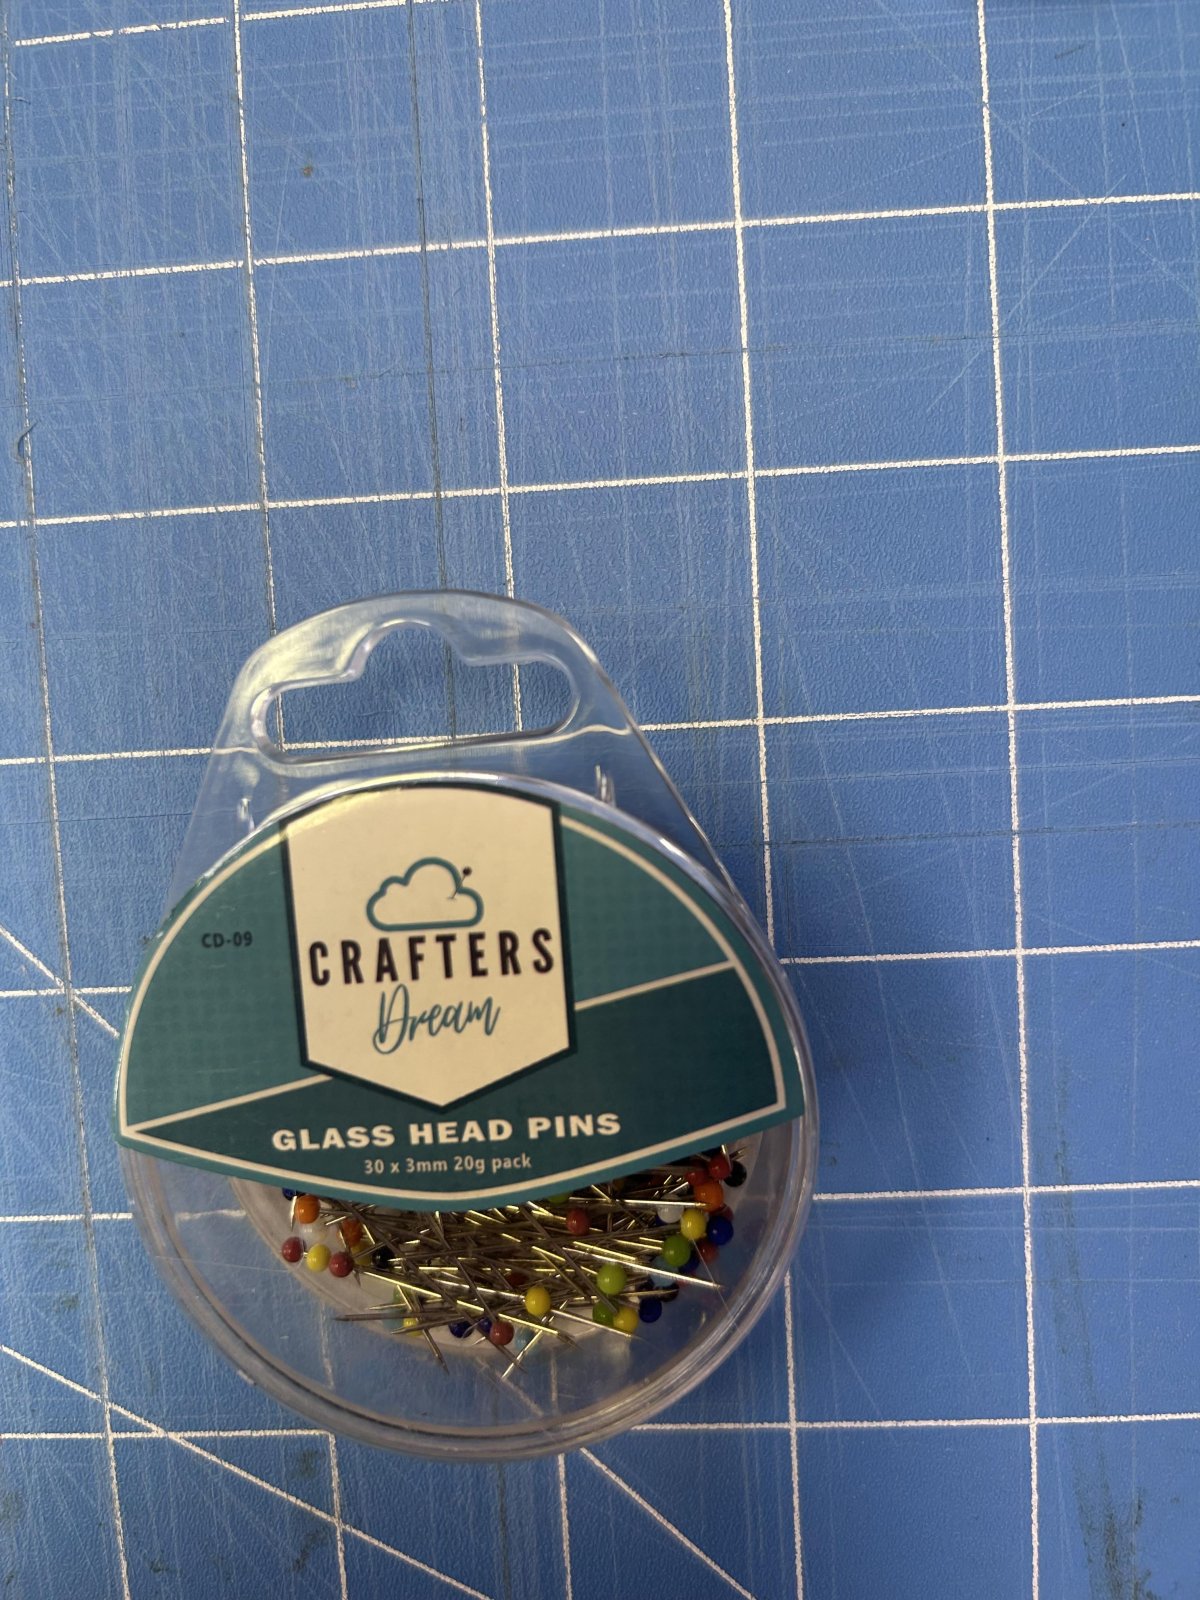 CD-09
CRAFTERS
Dream
GLASS HEAD PINS
30 x 3mm 20g pack